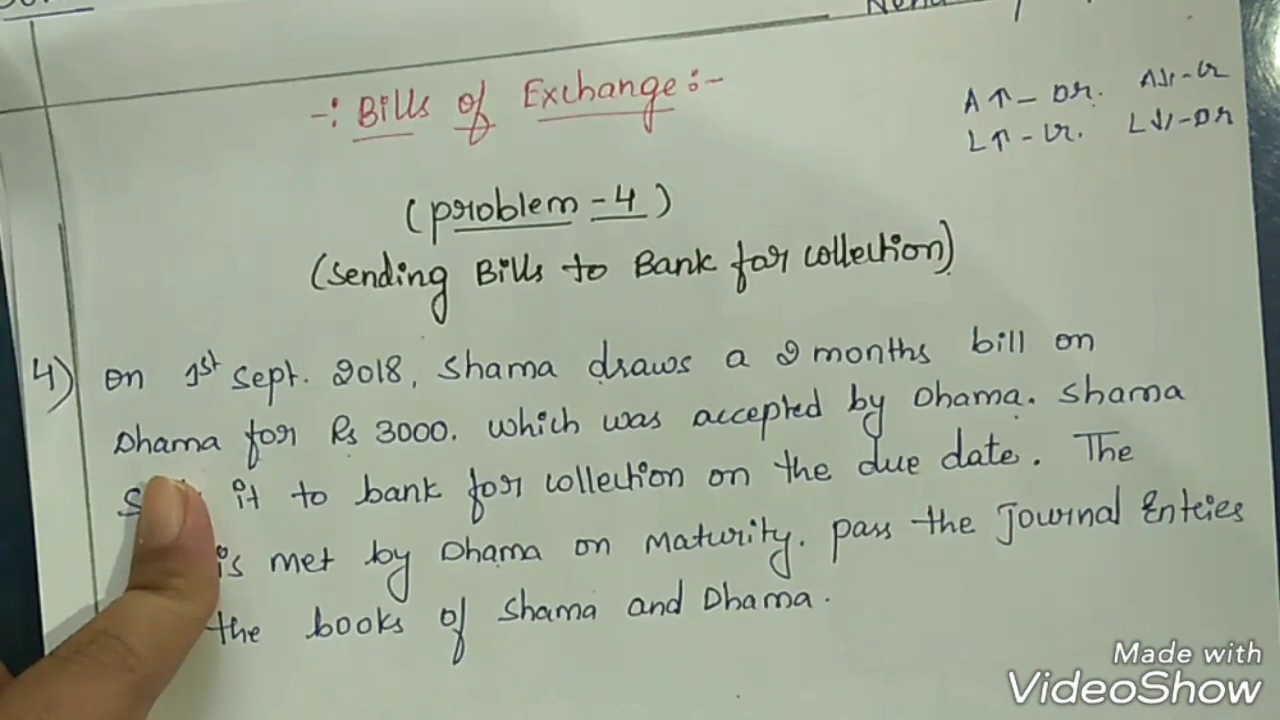 -: Bills of Exchange :-
A↑ - Dr. A↓ - Cr
L↑ - Cr. L↓ - Dr
(problem - 4)
(Sending Bills to Bank for collection)
4) On 1st Sept. 2018, Shama draws a 2 months bill on
Dhama for Rs 3000. which was accepted by Dhama. Shama
it to bank for collection on the due date. The
is met by Dhama on maturity. pass the Journal Entries
the books of Shama and Dhama.
Made with
VideoShow